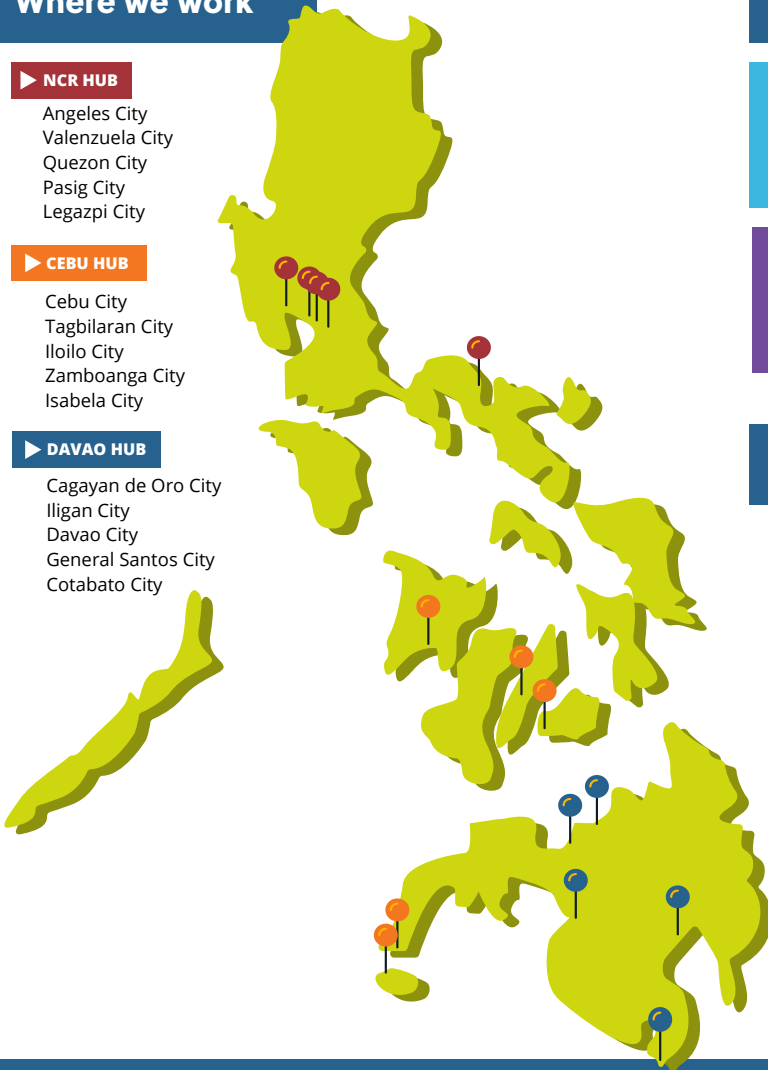 Where we work
NCR HUB
Angeles City
Valenzuela City
Quezon City
Pasig City
Legazpi City
CEBU HUB
Cebu City
Tagbilaran City
Iloilo City
Zamboanga City
Isabela City
DAVAO HUB
Cagayan de Oro City
Iligan City
Davao City
General Santos City
Cotabato City